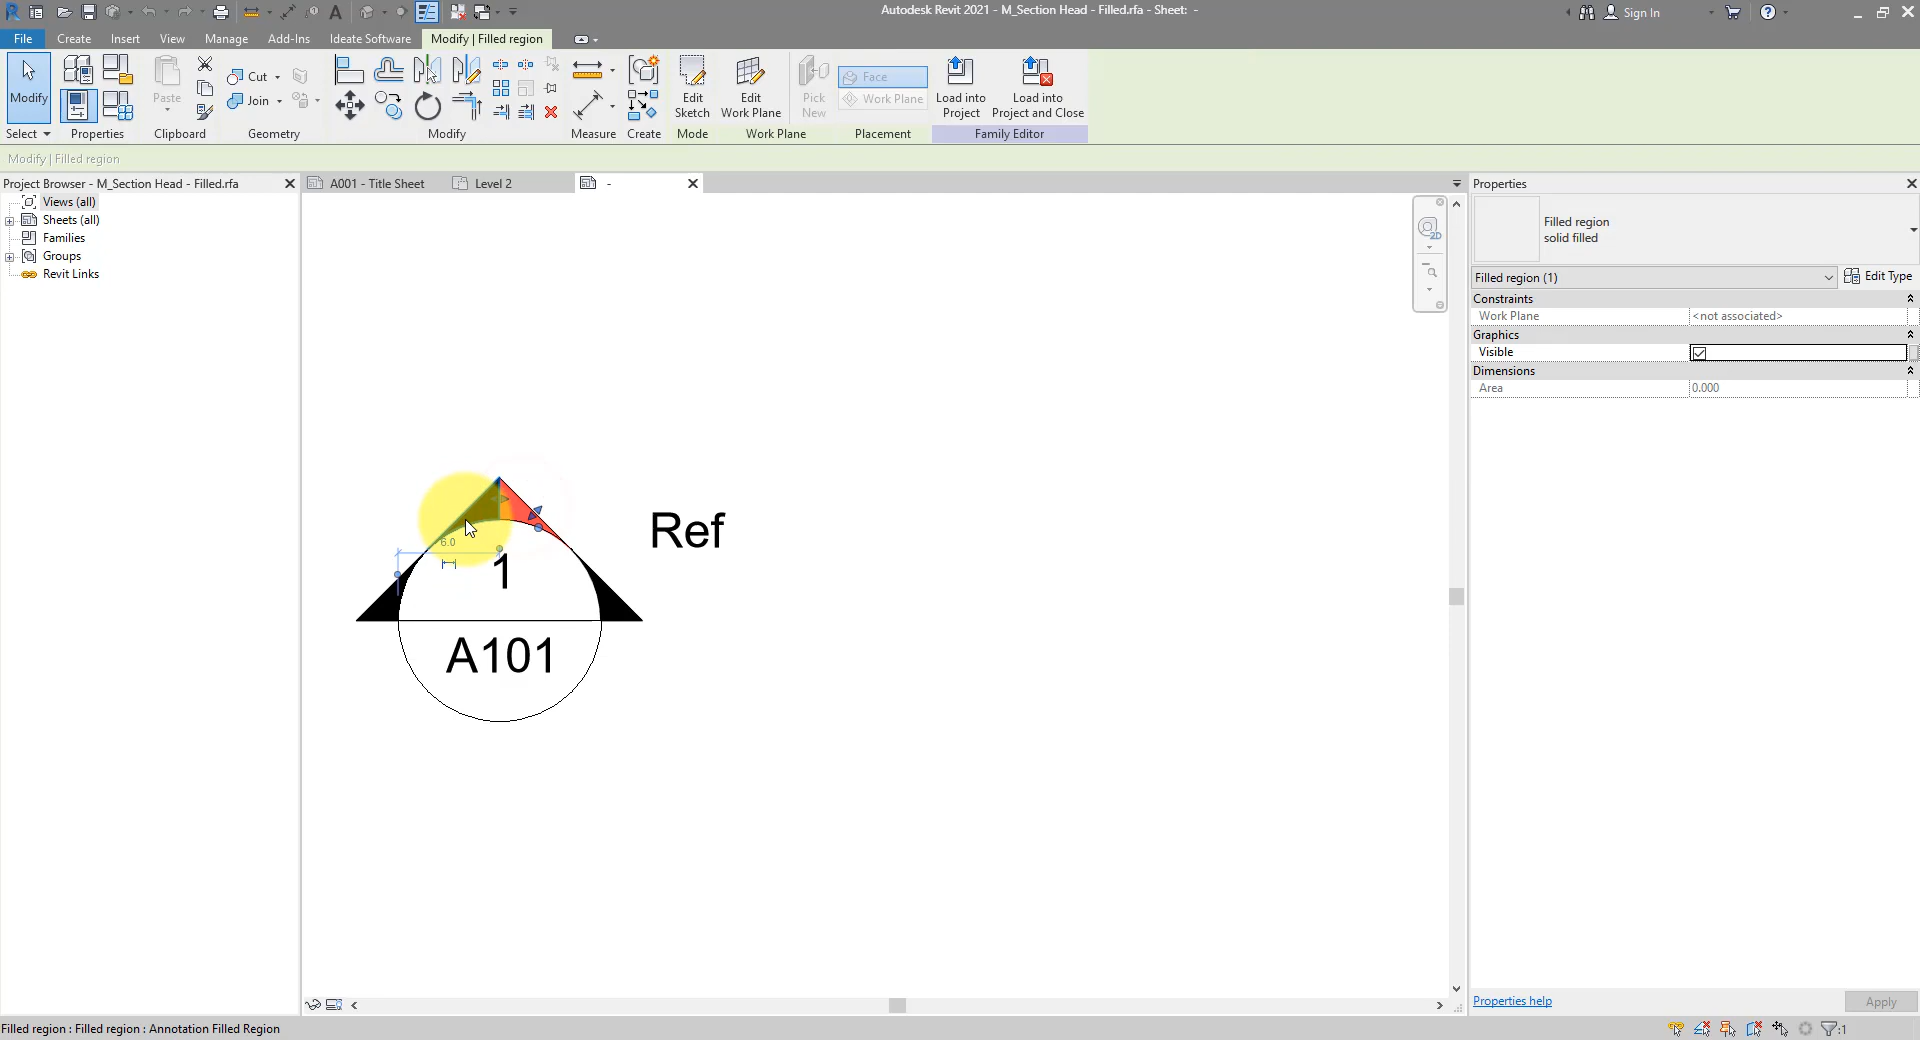 Autodesk Revit 2021 - M_Section Head - Filled.rfa - Sheet: -
Sign In
File Create Insert View Manage Add-Ins Ideate Software Modify | Filled region
Modify
Paste
Cut
Join
Edit Sketch
Edit Work Plane
Pick New
Face
Work Plane
Load into Project
Load into Project and Close
Select Properties Clipboard Geometry Modify Measure Create Mode Work Plane Placement Family Editor
Modify | Filled region
Project Browser - M_Section Head - Filled.rfa
Views (all)
Sheets (all)
Families
Groups
Revit Links
A001 - Title Sheet
Level 2
-
2D
6.0
1
A101
Ref
Properties
Filled region
solid filled
Filled region (1)
Edit Type
Constraints
Work Plane <not associated>
Graphics
Visible
Dimensions
Area 0.000
Properties help
Apply
Filled region : Filled region : Annotation Filled Region
:1